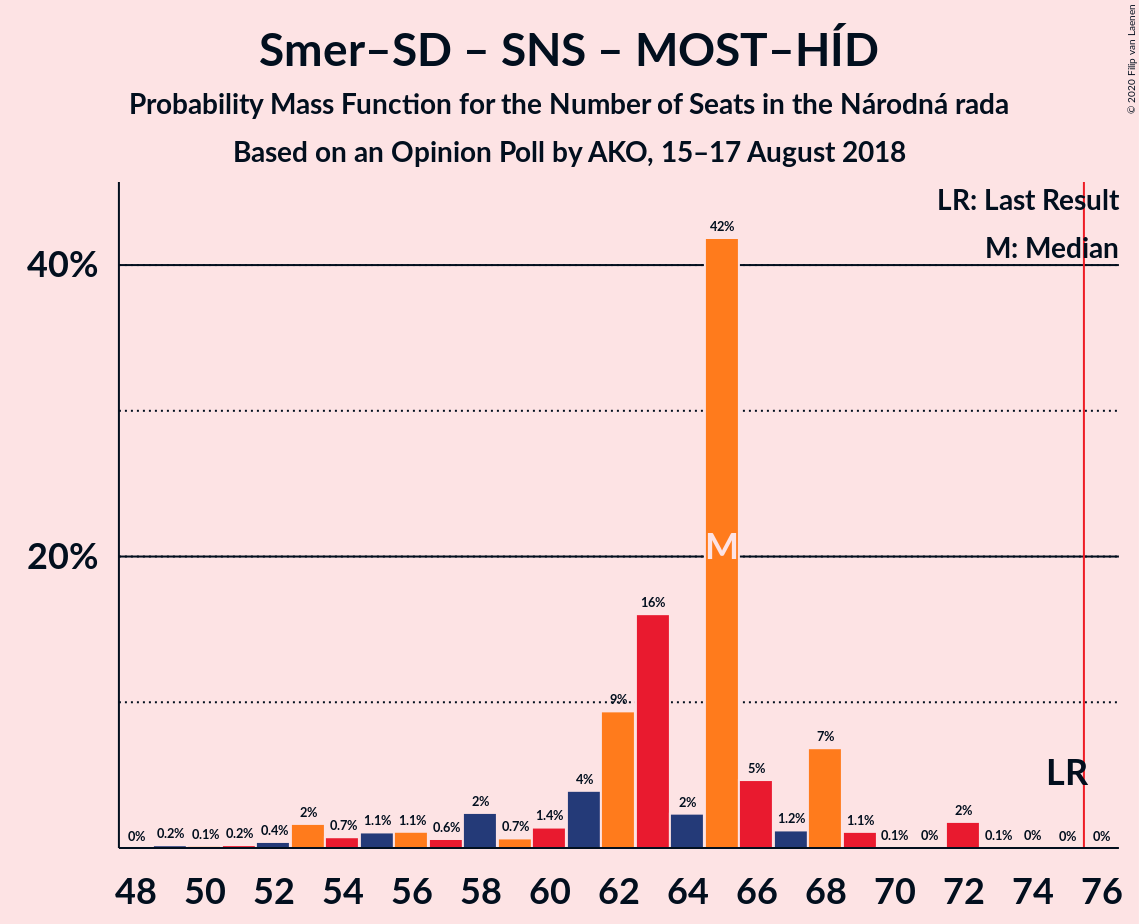 Smer–SD – SNS – MOST–HÍD
Probability Mass Function for the Number of Seats in the Národná rada
Based on an Opinion Poll by AKO, 15–17 August 2018
© 2020 Filip van Laenen
LR: Last Result
M: Median
40%
20%
0% 0.2% 0.1% 0.2% 0.4% 2% 0.7% 1.1% 1.1% 0.6% 2% 0.7% 1.4% 4% 9% 16% 2% 42% 5% 1.2% 7% 1.1% 0.1% 0% 2% 0.1% 0% 0% 0%
M
LR
48 50 52 54 56 58 60 62 64 66 68 70 72 74 76